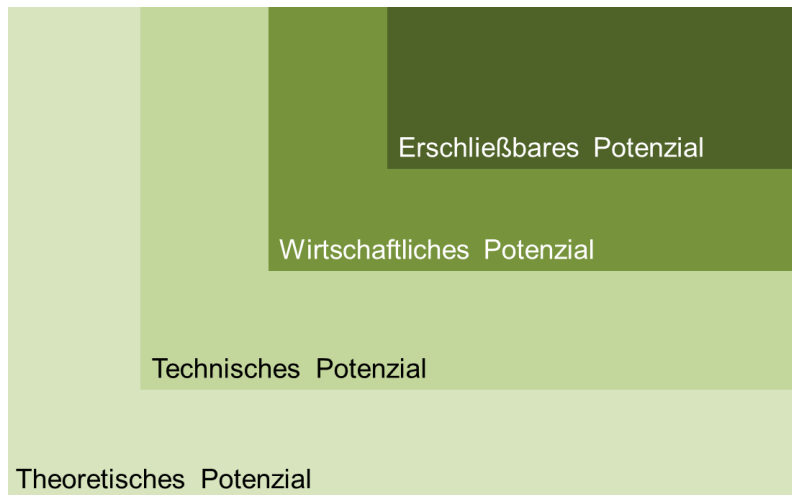 Erschließbares Potenzial
Wirtschaftliches Potenzial
Technisches Potenzial
Theoretisches Potenzial